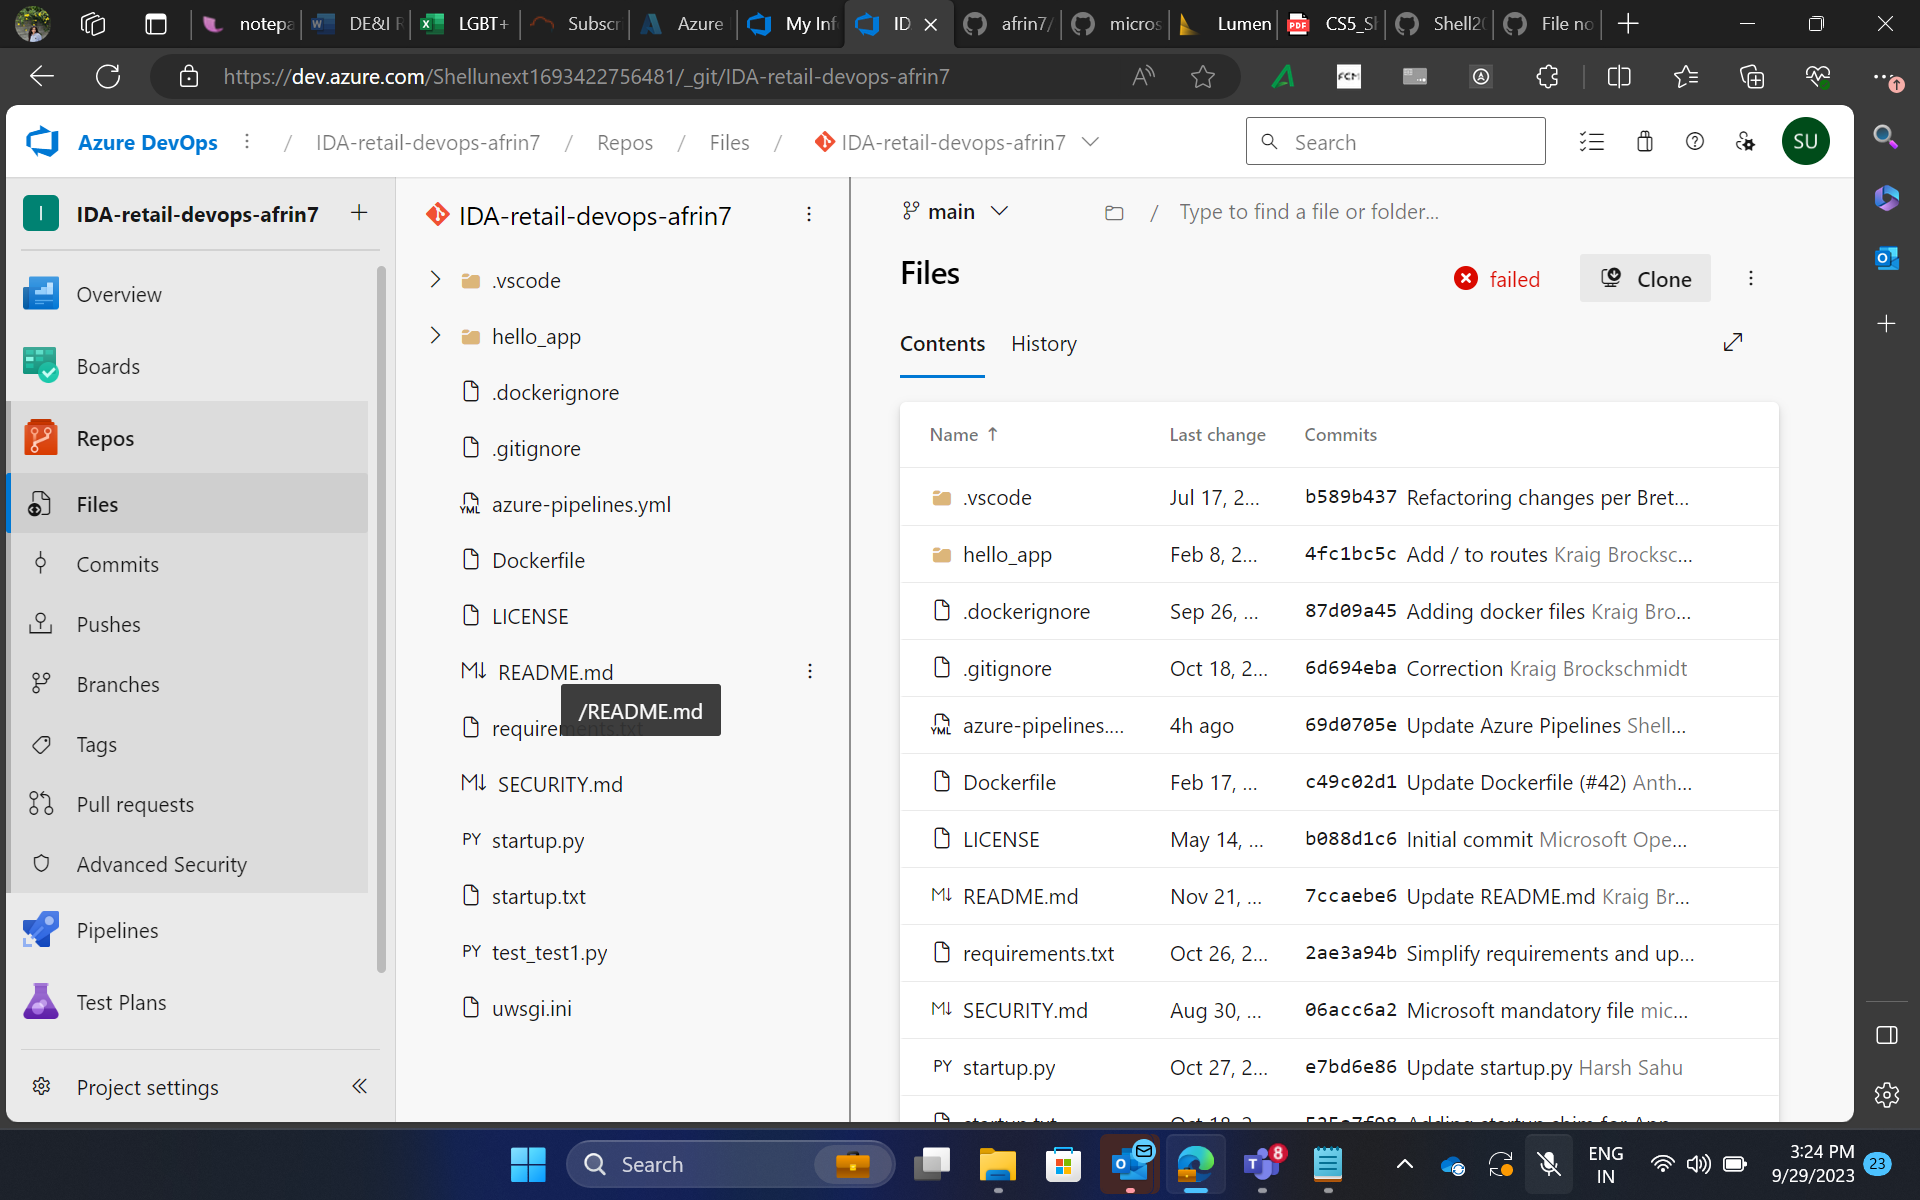 notepa
DE&I R
LGBT+
Subscr
Azure
My Inf
ID
afrin7/
micros
Lumen
CS5_Sh
Shell20
File no
https://dev.azure.com/Shellunext1693422756481/_git/IDA-retail-devops-afrin7
Azure DevOps / IDA-retail-devops-afrin7 / Repos / Files / IDA-retail-devops-afrin7
Search
SU
I IDA-retail-devops-afrin7
Overview
Boards
Repos
Files
Commits
Pushes
Branches
Tags
Pull requests
Advanced Security
Pipelines
Test Plans
Project settings
IDA-retail-devops-afrin7
.vscode
hello_app
.dockerignore
.gitignore
YML azure-pipelines.yml
Dockerfile
LICENSE
M↓ README.md
/README.md
requirements.txt
M↓ SECURITY.md
PY startup.py
startup.txt
PY test_test1.py
uwsgi.ini
main / Type to find a file or folder...
Files
failed
Clone
Contents History
Name ↑ Last change Commits
.vscode Jul 17, 2... b589b437 Refactoring changes per Bret...
hello_app Feb 8, 2... 4fc1bc5c Add / to routes Kraig Brocksc...
.dockerignore Sep 26, ... 87d09a45 Adding docker files Kraig Bro...
.gitignore Oct 18, 2... 6d694eba Correction Kraig Brockschmidt
YML azure-pipelines.... 4h ago 69d0705e Update Azure Pipelines Shell...
Dockerfile Feb 17, ... c49c02d1 Update Dockerfile (#42) Anth...
LICENSE May 14, ... b088d1c6 Initial commit Microsoft Ope...
M↓ README.md Nov 21, ... 7ccaebe6 Update README.md Kraig Br...
requirements.txt Oct 26, 2... 2ae3a94b Simplify requirements and up...
M↓ SECURITY.md Aug 30, ... 06acc6a2 Microsoft mandatory file mic...
PY startup.py Oct 27, 2... e7bd6e86 Update startup.py Harsh Sahu
Search
8
ENG
IN
3:24 PM
9/29/2023
23